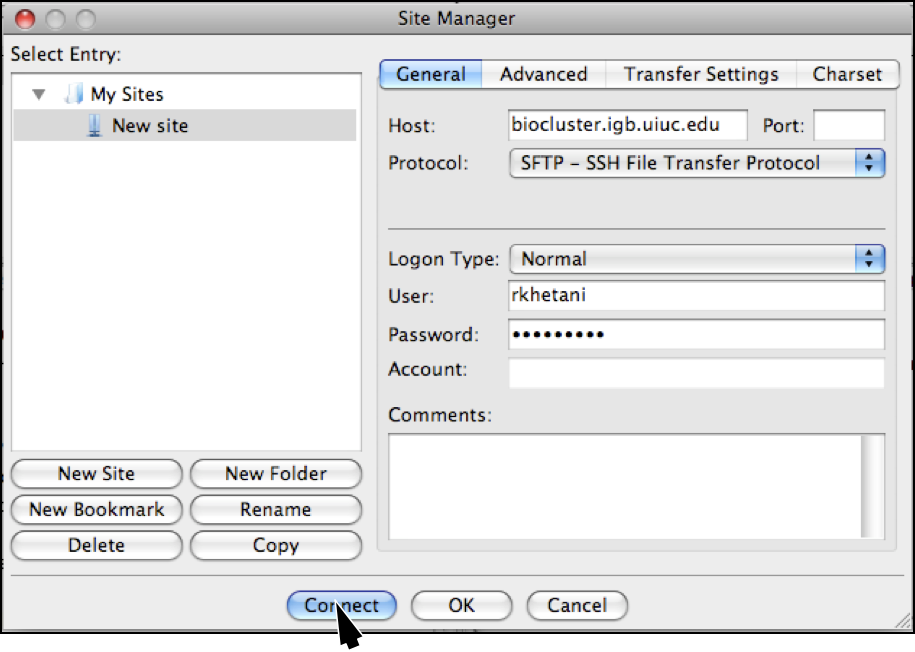 Site Manager
Select Entry:
My Sites
New site
New Site
New Folder
New Bookmark
Rename
Delete
Copy
General
Advanced
Transfer Settings
Charset
Host:
biocluster.igb.uiuc.edu
Port:
Protocol:
SFTP – SSH File Transfer Protocol
Logon Type:
Normal
User:
rkhetani
Password:
•••••••••
Account:
Comments:
Connect
OK
Cancel